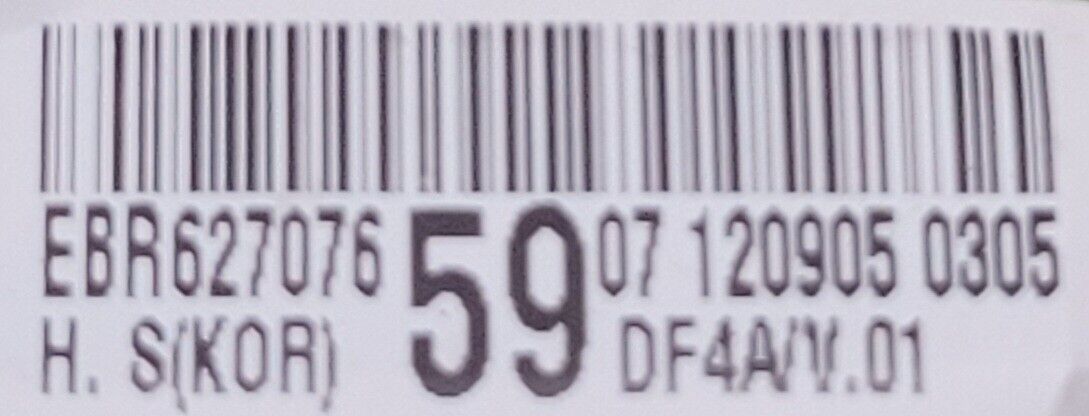 EBR627076 59 07 120905 0305
H. S(KOR) DF4A/V.01